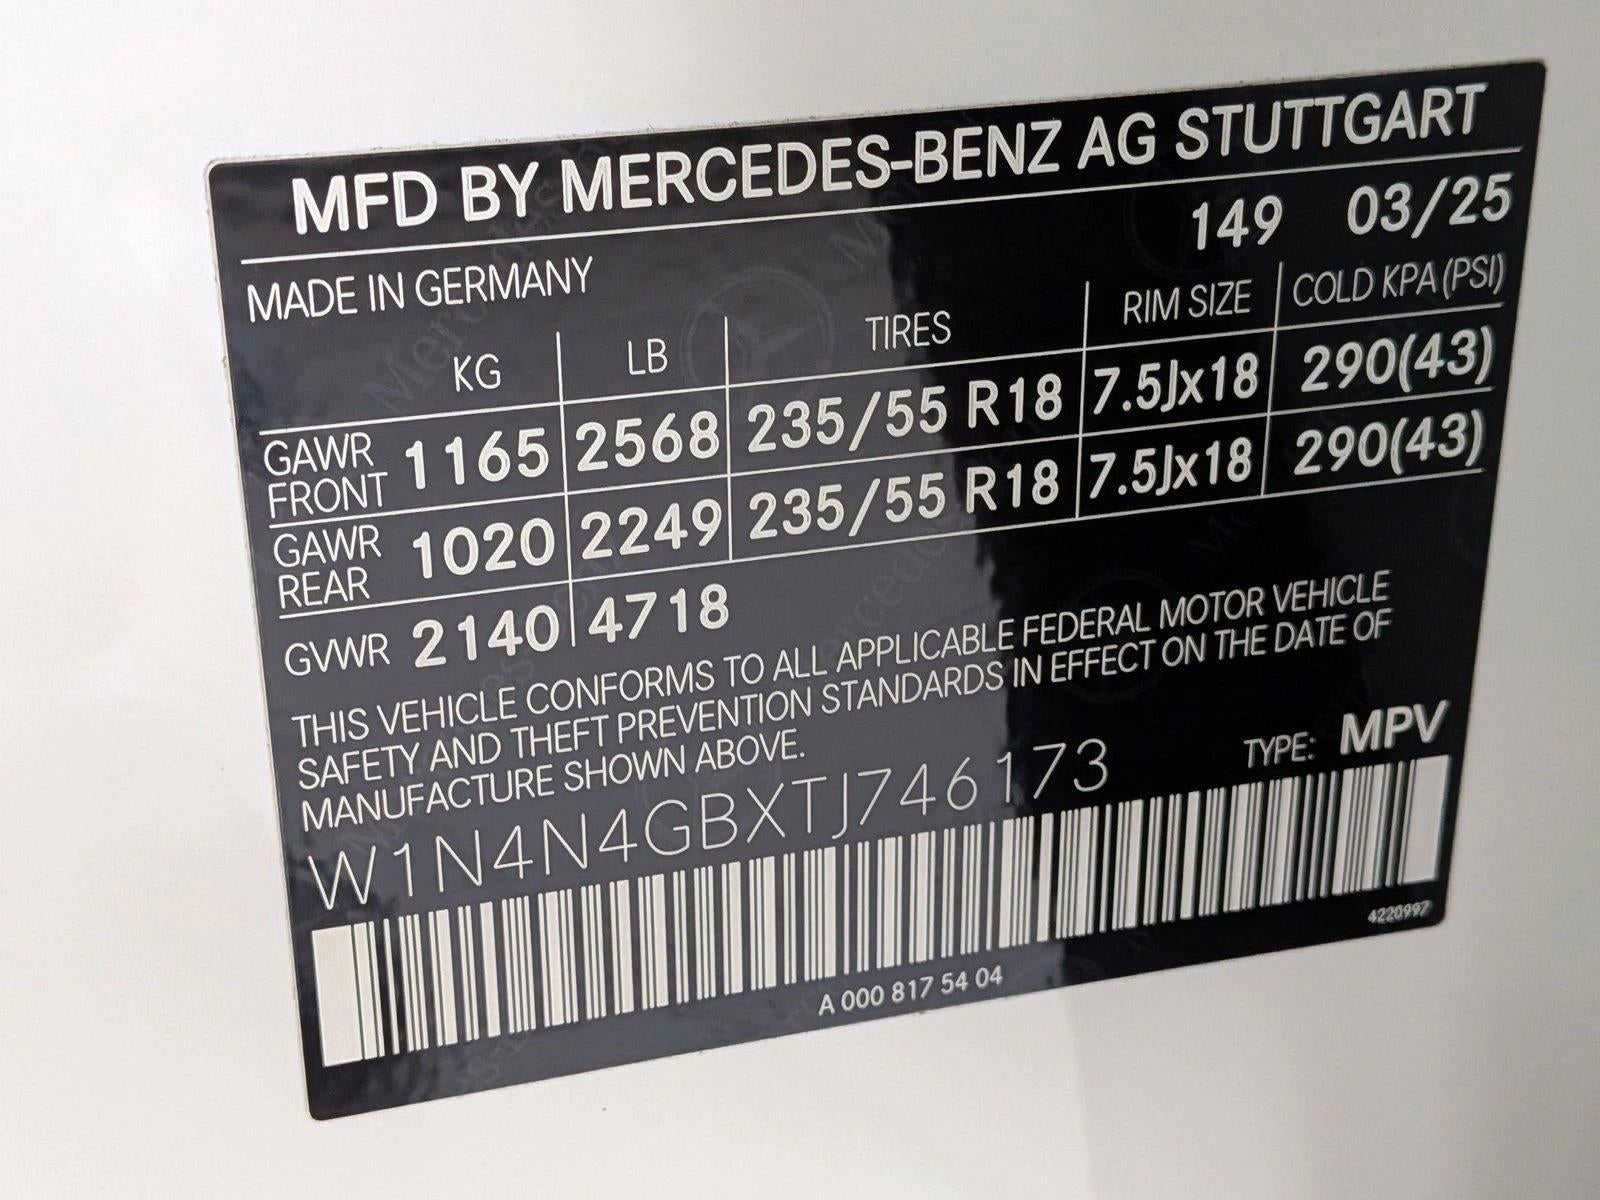 MFD BY MERCEDES-BENZ AG STUTTGART
149 03/25
MADE IN GERMANY
KG LB TIRES RIM SIZE COLD KPA (PSI)
GAWR FRONT 1165 2568 235/55 R18 7.5Jx18 290(43)
GAWR REAR 1020 2249 235/55 R18 7.5Jx18 290(43)
GVWR 2140 4718
THIS VEHICLE CONFORMS TO ALL APPLICABLE FEDERAL MOTOR VEHICLE
SAFETY AND THEFT PREVENTION STANDARDS IN EFFECT ON THE DATE OF
MANUFACTURE SHOWN ABOVE.
TYPE: MPV
W1N4N4GBXTJ746173
4220997
A 000 817 54 04